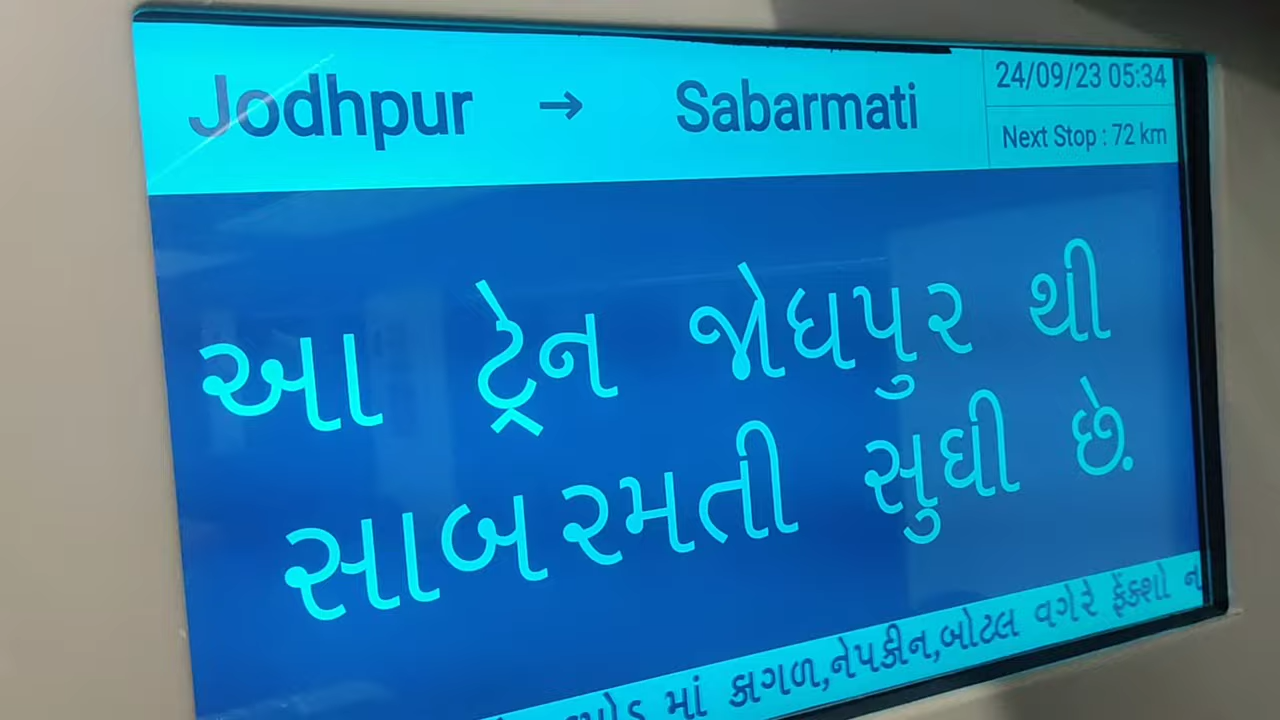 Jodhpur → Sabarmati
24/09/23 05:34
Next Stop : 72 km
આ ટ્રેન જોધપુર થી
સાબરમતી સુધી છે.
માં કાગળ,નેપકીન,બોટલ વગેરે ફેંકશો ન